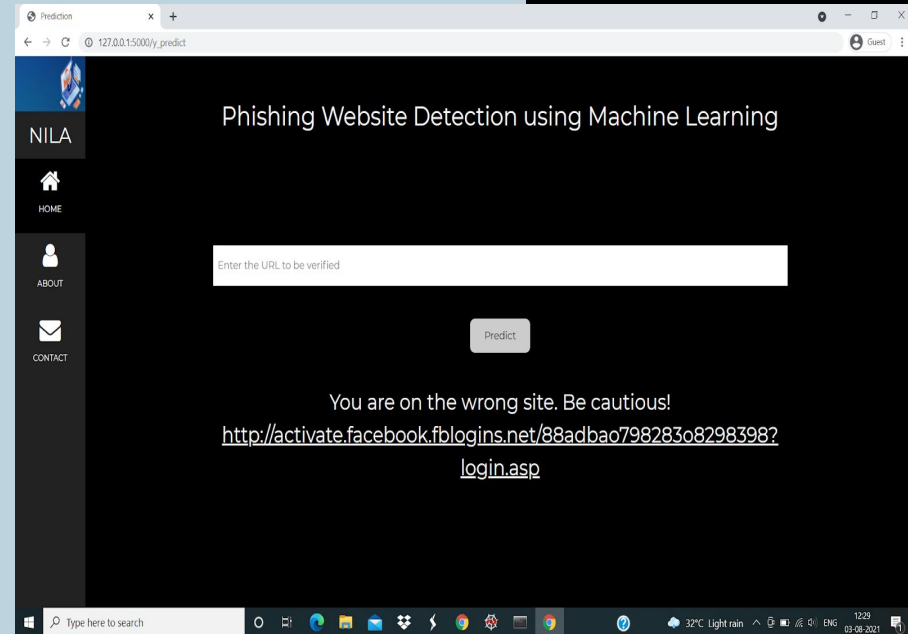 Prediction
127.0.0.1:5000/y_predict
Guest
NILA
HOME
ABOUT
CONTACT
Phishing Website Detection using Machine Learning
Enter the URL to be verified
Predict
You are on the wrong site. Be cautious!
http://activate.facebook.fblogins.net/88adbao798283o8298398?
login.asp
Type here to search
32°C Light rain
ENG
12:29
03-08-2021
1